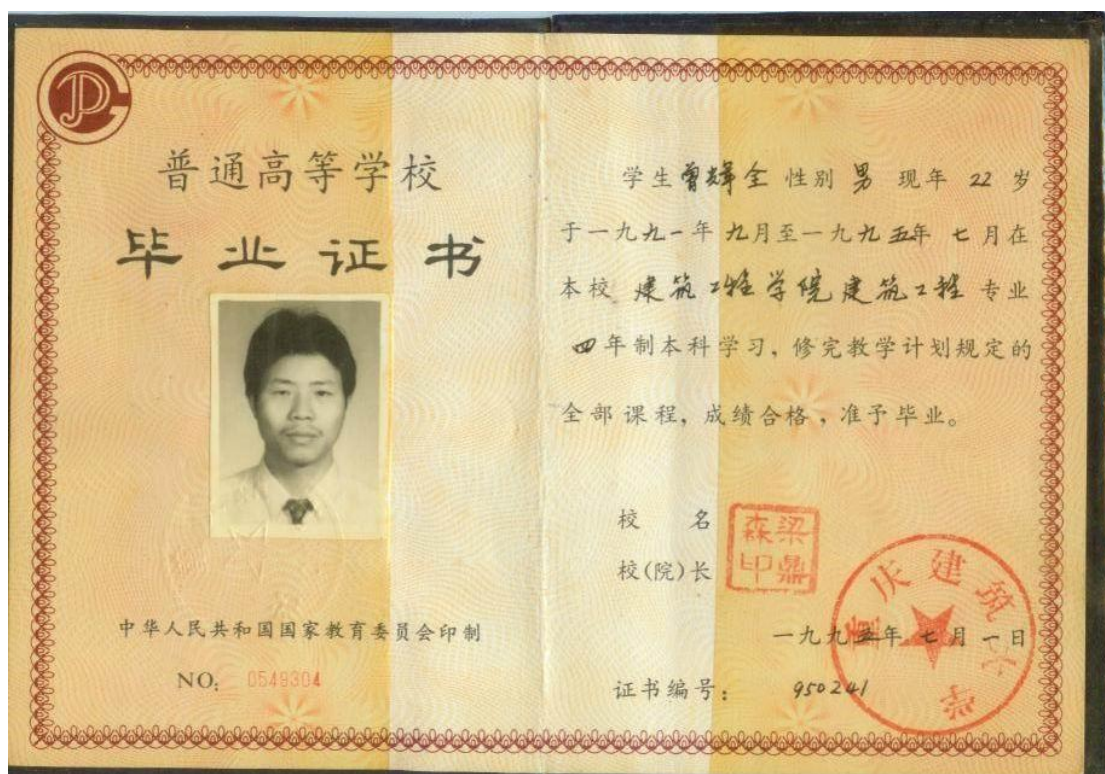 普通高等学校
毕业证书
中华人民共和国国家教育委员会印制
NO: 0549304
学生曾辉全 性别 男 现年 22 岁
于一九九一年 九月至一九九五年 七月在
本校 建筑工程学院建筑工程 专业
四年制本科学习，修完教学计划规定的
全部课程，成绩合格，准予毕业。
校 名
校(院)长
梁鼎森印
重庆建筑大学
一九九五年 七月 一日
证书编号： 950241